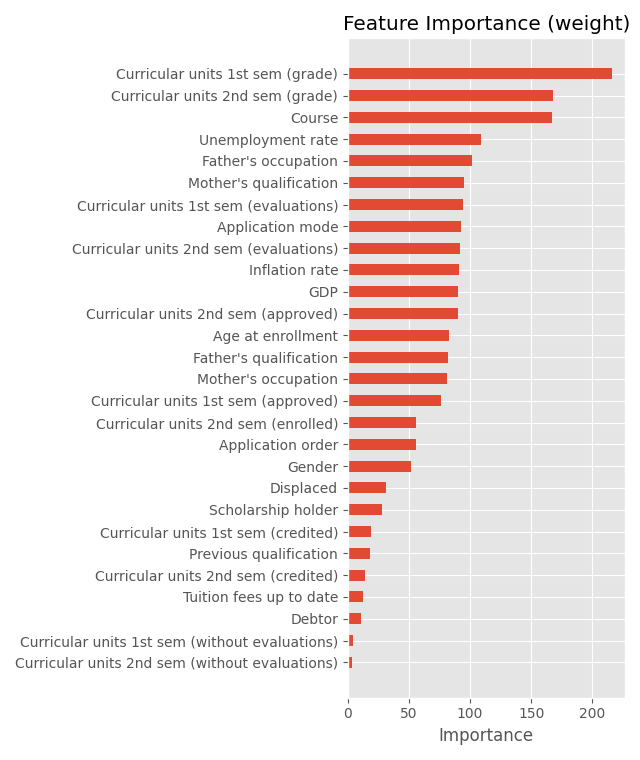 Feature Importance (weight)
Curricular units 1st sem (grade)
Curricular units 2nd sem (grade)
Course
Unemployment rate
Father's occupation
Mother's qualification
Curricular units 1st sem (evaluations)
Application mode
Curricular units 2nd sem (evaluations)
Inflation rate
GDP
Curricular units 2nd sem (approved)
Age at enrollment
Father's qualification
Mother's occupation
Curricular units 1st sem (approved)
Curricular units 2nd sem (enrolled)
Application order
Gender
Displaced
Scholarship holder
Curricular units 1st sem (credited)
Previous qualification
Curricular units 2nd sem (credited)
Tuition fees up to date
Debtor
Curricular units 1st sem (without evaluations)
Curricular units 2nd sem (without evaluations)
0 50 100 150 200
Importance